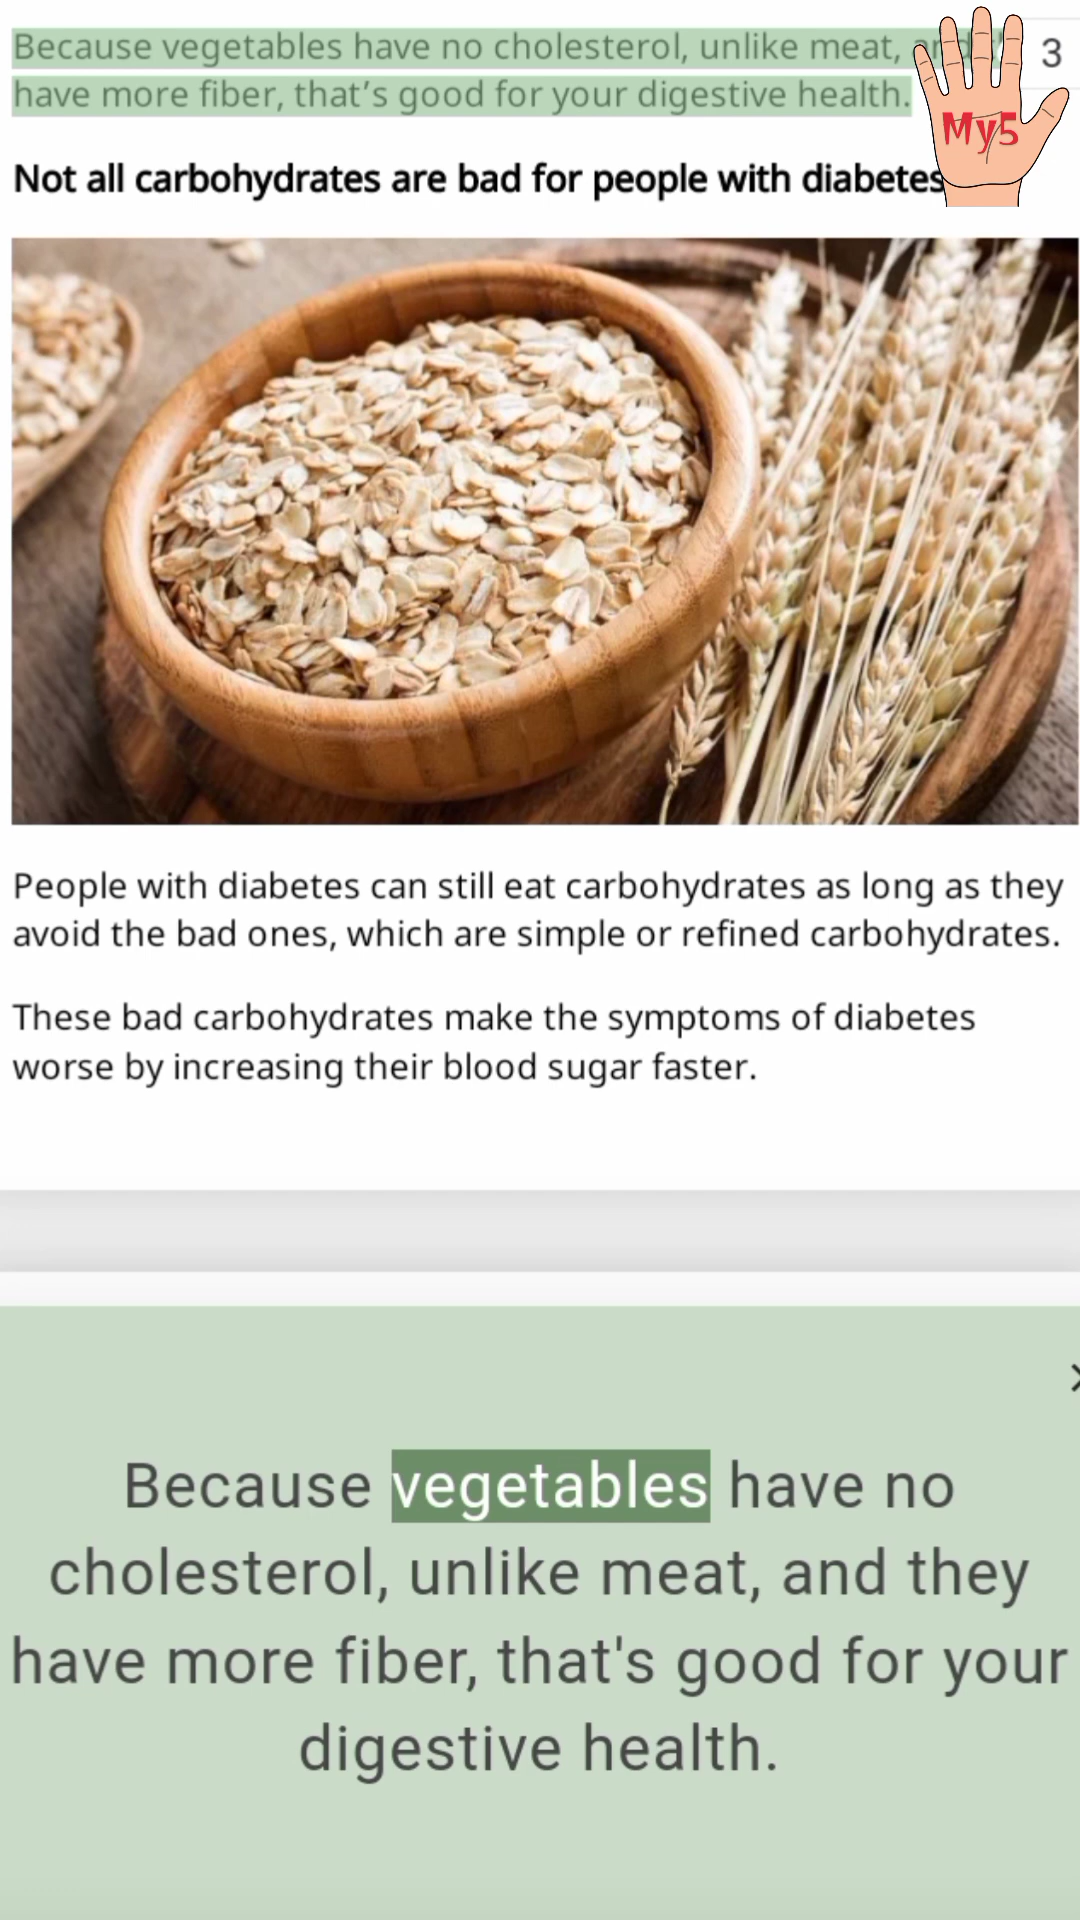 Because vegetables have no cholesterol, unlike meat,
have more fiber, that’s good for your digestive health.
3
My5
Not all carbohydrates are bad for people with diabetes
People with diabetes can still eat carbohydrates as long as they
avoid the bad ones, which are simple or refined carbohydrates.
These bad carbohydrates make the symptoms of diabetes
worse by increasing their blood sugar faster.
Because vegetables have no
cholesterol, unlike meat, and they
have more fiber, that's good for your
digestive health.